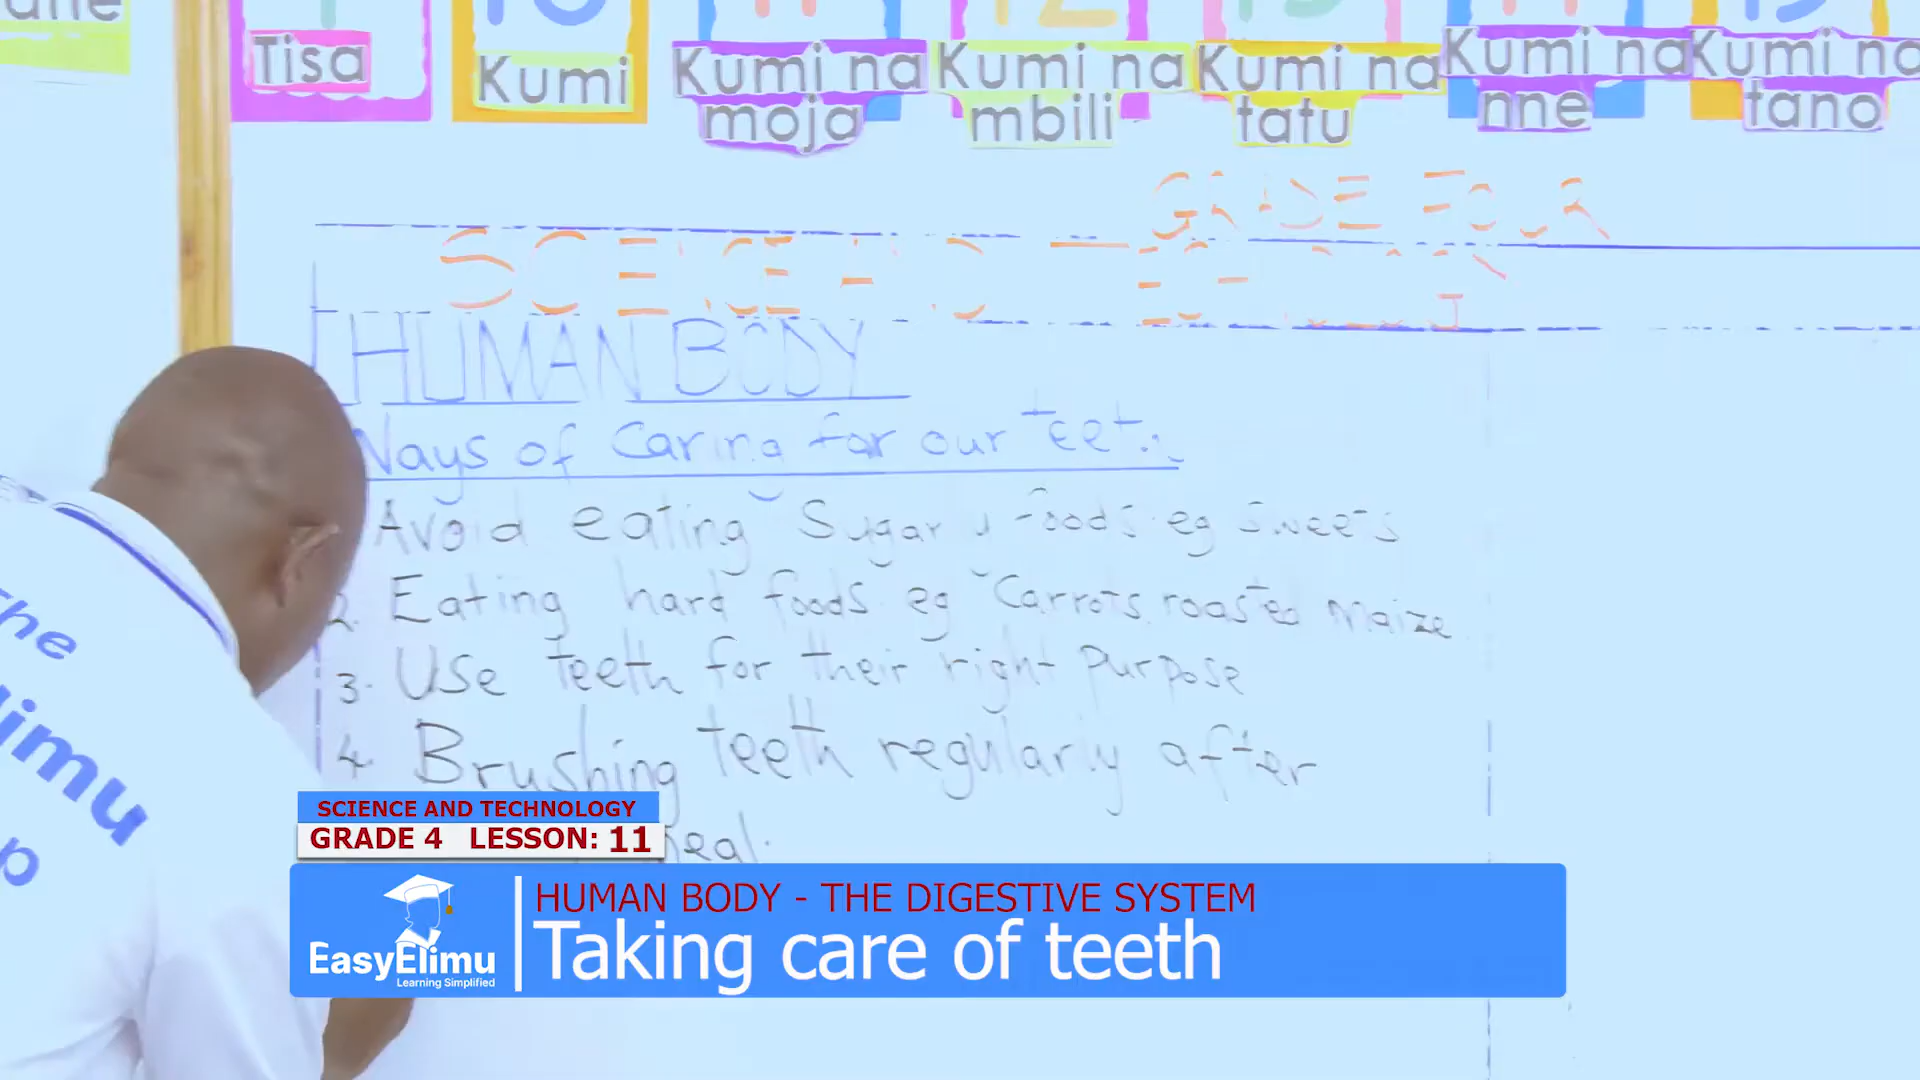 Tisa
Kumi
Kumi na moja
Kumi na mbili
Kumi na tatu
Kumi na nne
Kumi na tano
GRADE FOUR
HUMAN BODY
Ways of caring for our teeth
Avoid eating Sugary foods eg sweets
2. Eating hard foods eg Carrots, roasted maize
3. Use teeth for their right purpose
4. Brushing teeth regularly after
meal.
The
p
SCIENCE AND TECHNOLOGY
GRADE 4 LESSON: 11
HUMAN BODY - THE DIGESTIVE SYSTEM
Taking care of teeth
EasyElimu
Learning Simplified